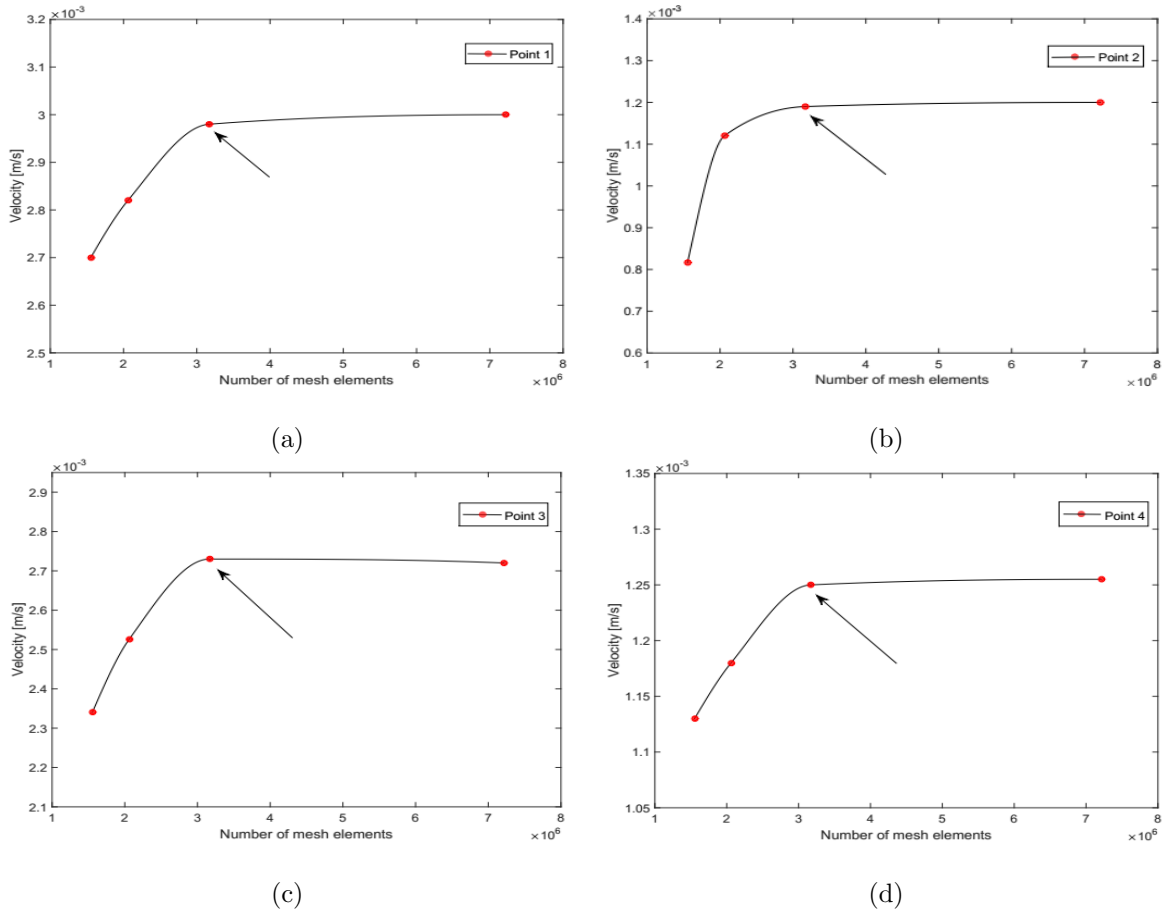 ×10⁻³
3.2
3.1
3
2.9
2.8
2.7
2.6
2.5
Velocity [m/s]
Point 1
1 2 3 4 5 6 7 8
Number of mesh elements
×10⁶
(a)
×10⁻³
1.4
1.3
1.2
1.1
1
0.9
0.8
0.7
0.6
Velocity [m/s]
Point 2
1 2 3 4 5 6 7 8
Number of mesh elements
×10⁶
(b)
×10⁻³
2.9
2.8
2.7
2.6
2.5
2.4
2.3
2.2
2.1
Velocity [m/s]
Point 3
1 2 3 4 5 6 7 8
Number of mesh elements
×10⁶
(c)
×10⁻³
1.35
1.3
1.25
1.2
1.15
1.1
1.05
Velocity [m/s]
Point 4
1 2 3 4 5 6 7 8
Number of mesh elements
×10⁶
(d)